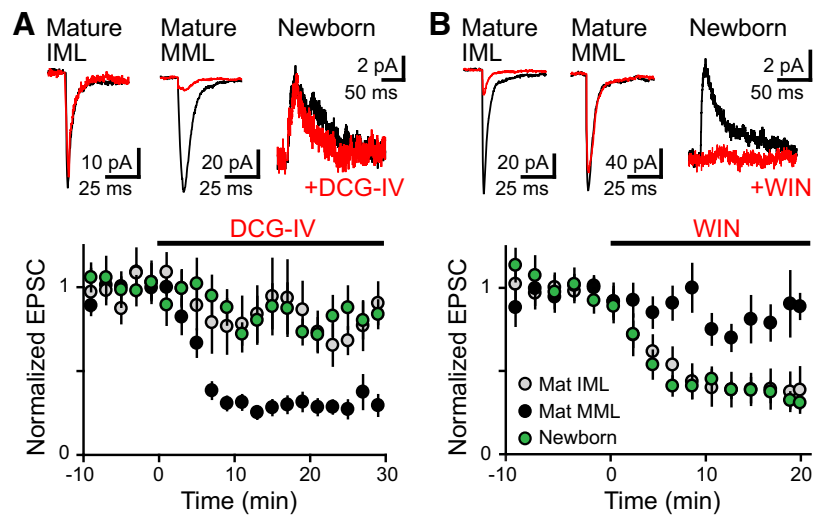 A
Mature IML
Mature MML
Newborn
2 pA
50 ms
10 pA
25 ms
20 pA
25 ms
+DCG-IV
DCG-IV
Normalized EPSC
1
0
-10
0
10
20
30
Time (min)
B
Mature IML
Mature MML
Newborn
2 pA
50 ms
20 pA
25 ms
40 pA
25 ms
+WIN
WIN
Normalized EPSC
1
0
Mat IML
Mat MML
Newborn
-10
0
10
20
Time (min)